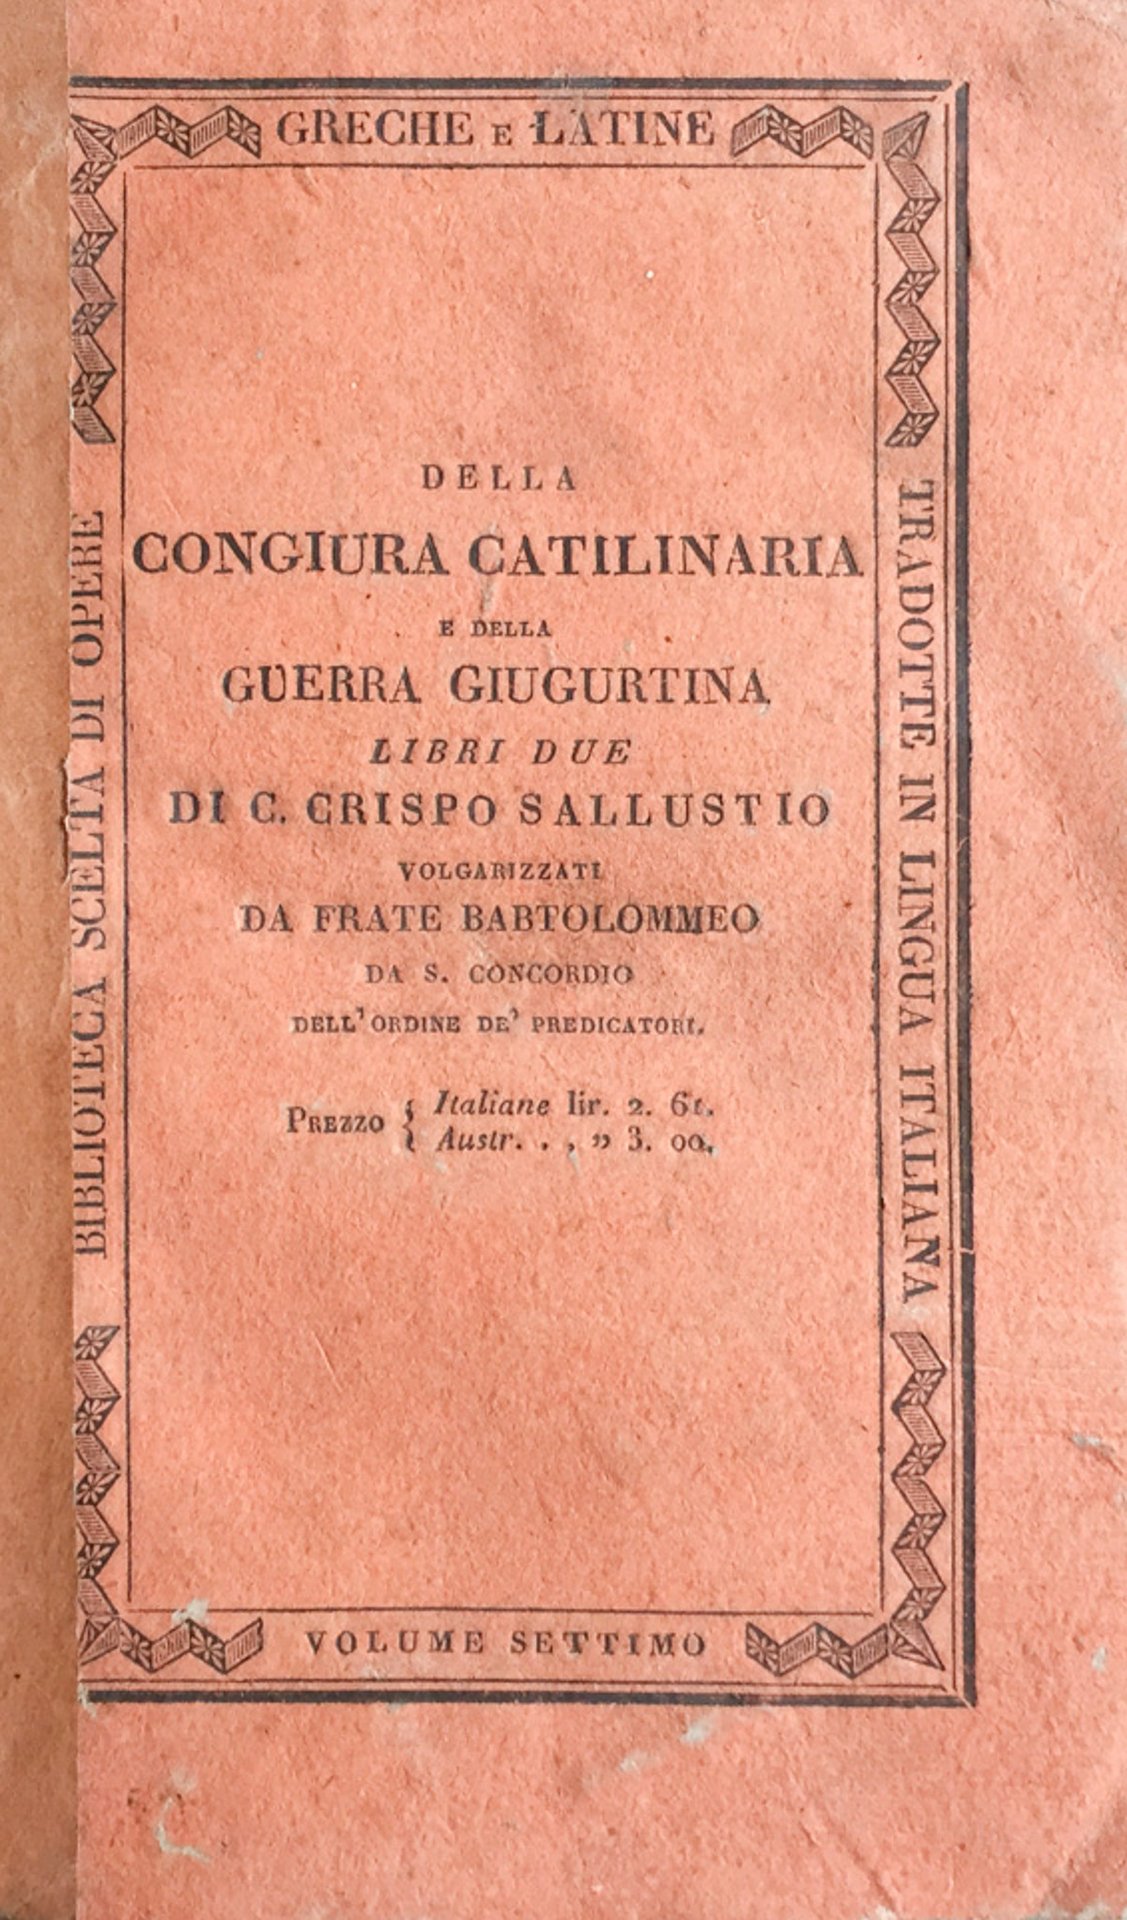 BIBLIOTECA SCELTA DI OPERE
GRECHE E LATINE
TRADOTTE IN LINGUA ITALIANA
DELLA
CONGIURA CATILINARIA
E DELLA
GUERRA GIUGURTINA
LIBRI DUE
DI C. CRISPO SALLUSTIO
VOLGARIZZATI
DA FRATE BARTOLOMMEO
DA S. CONCORDIO
DELL'ORDINE DE' PREDICATORI.
PREZZO { Italiane lir. 2. 61.
Austr. . . „ 3. 00.
VOLUME SETTIMO